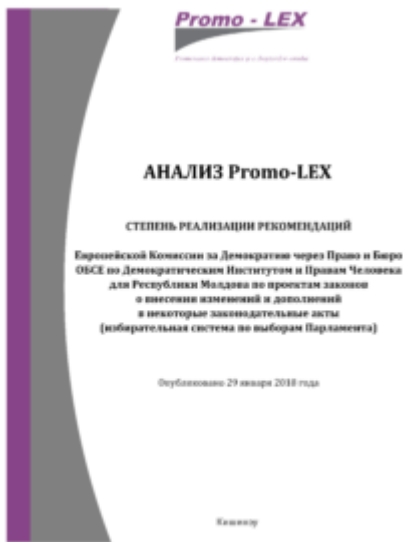 Promo - LEX
АНАЛИЗ Promo-LEX
СТЕПЕНЬ РЕАЛИЗАЦИИ РЕКОМЕНДАЦИЙ
Европейской Комиссии за Демократию через Право и Бюро
ОБСЕ по Демократическим Институтом и Правам Человека
для Республики Молдова по проектам законов
о внесении изменений и дополнений
в некоторые законодательные акты
(избирательная система по выборам Парламента)
Опубликовано 29 января 2018 года
Кишинэу